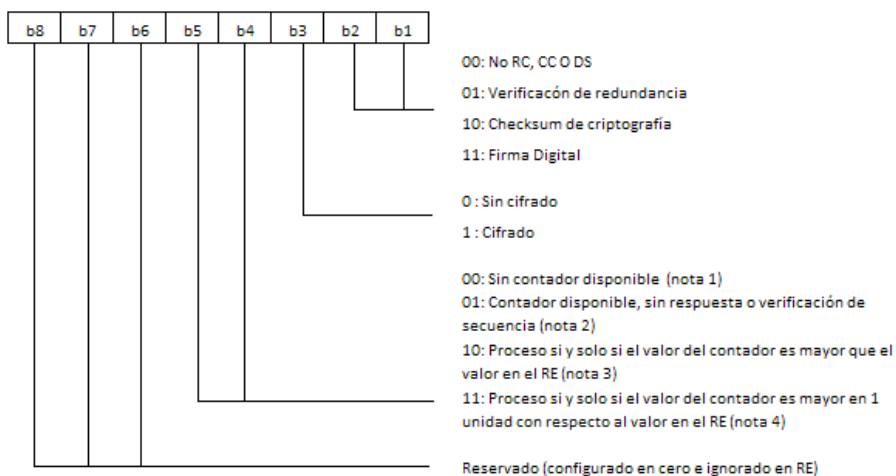 b8 b7 b6 b5 b4 b3 b2 b1
00: No RC, CC O DS
01: Verificacón de redundancia
10: Checksum de criptografía
11: Firma Digital
0 : Sin cifrado
1 : Cifrado
00: Sin contador disponible (nota 1)
01: Contador disponible, sin respuesta o verificación de
secuencia (nota 2)
10: Proceso si y solo si el valor del contador es mayor que el
valor en el RE (nota 3)
11: Proceso si y solo si el valor del contador es mayor en 1
unidad con respecto al valor en el RE (nota 4)
Reservado (configurado en cero e ignorado en RE)